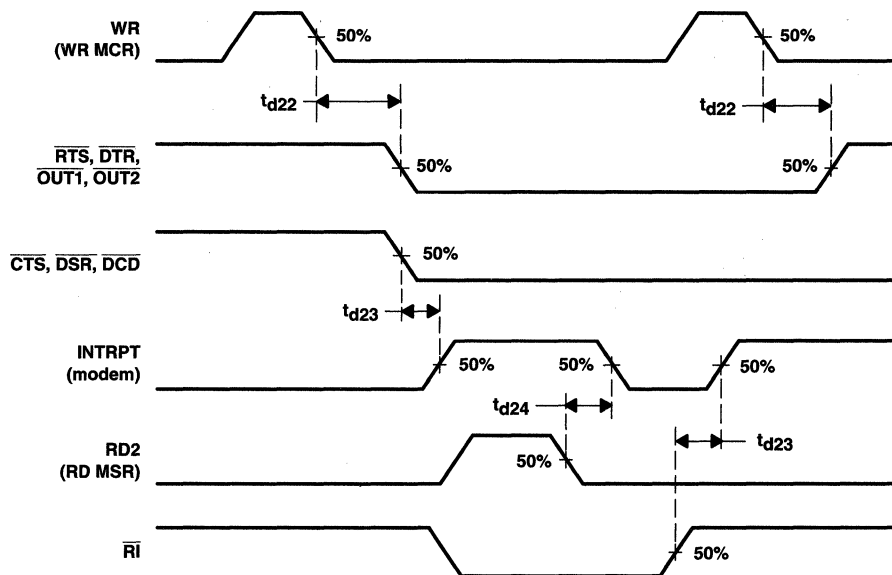 WR
(WR MCR)
50%
50%
td22
td22
RTS, DTR,
OUT1, OUT2
50%
50%
CTS, DSR, DCD
50%
td23
INTRPT
(modem)
50%
50%
50%
td24
td23
RD2
(RD MSR)
50%
RI
50%